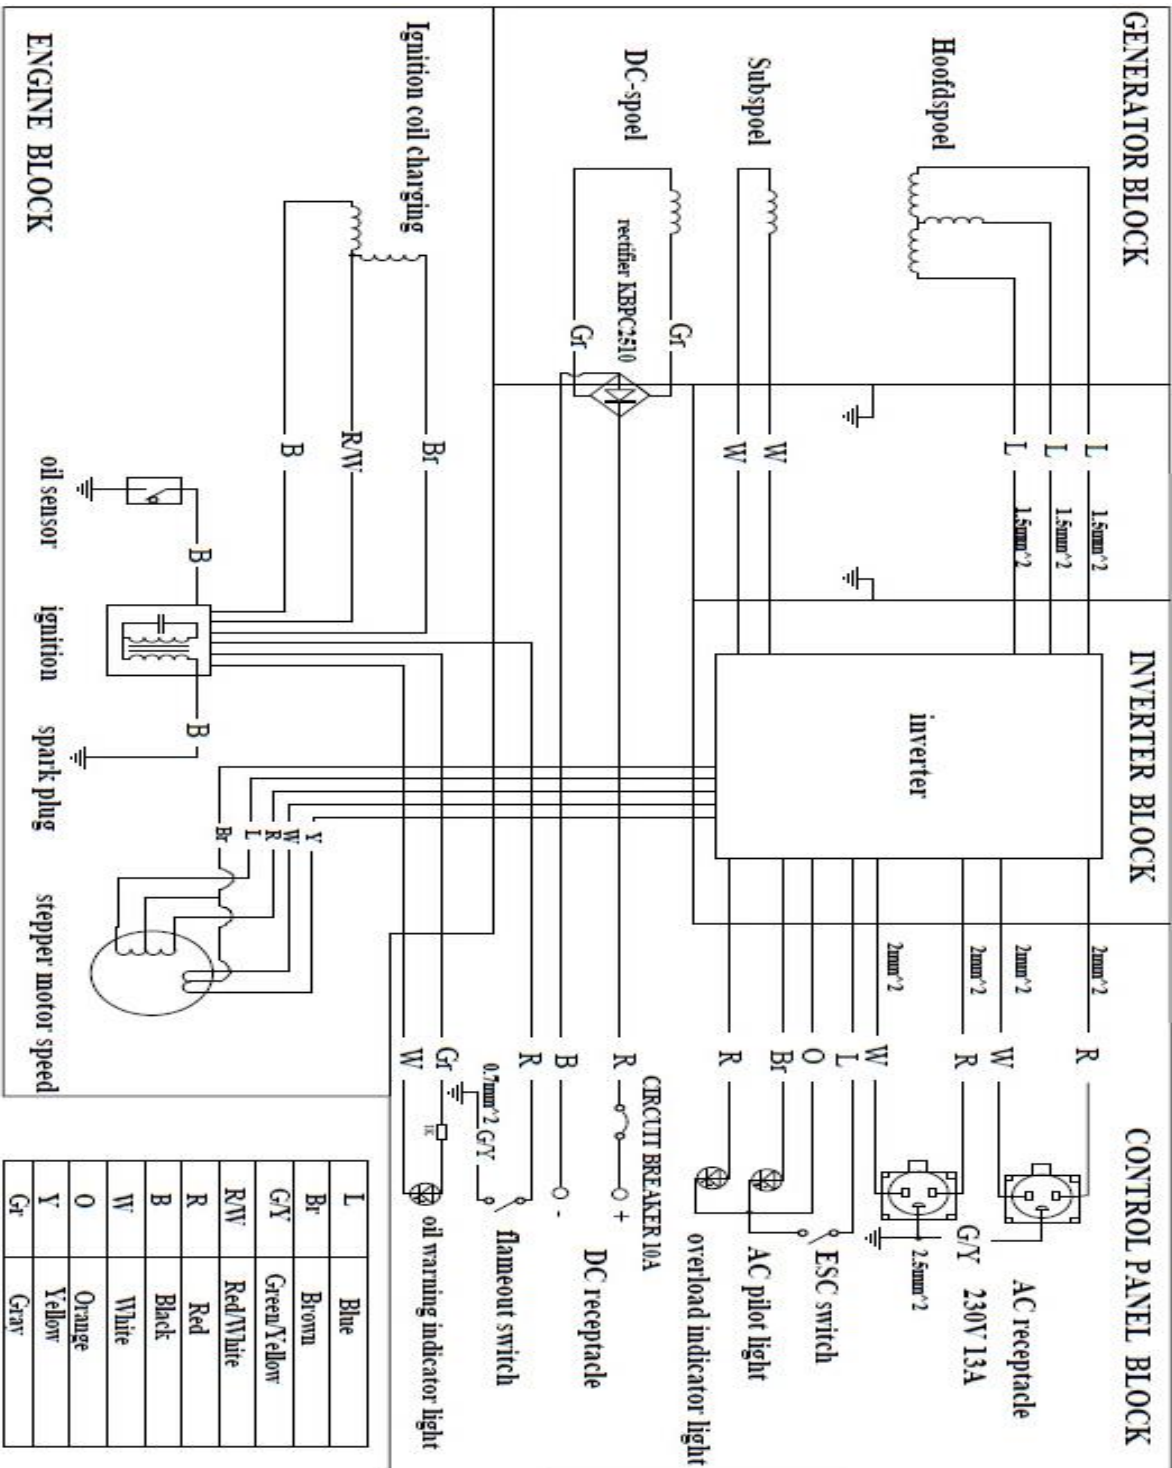 GENERATOR BLOCK
INVERTER BLOCK
CONTROL PANEL BLOCK
Hoofdspoel
L
1.5mm^2
L
1.5mm^2
L
1.5mm^2
inverter
2mm^2
R
2mm^2
W
2mm^2
R
2mm^2
W
AC receptacle
230V 13A
G/Y
2.5mm^2
Subspoel
W
W
L
O
Br
R
ESC switch
AC pilot light
overload indicator light
DC-spoel
Gr
rectifier KBPC2510
Gr
CIRCUIT BREAKER 10A
R
+
DC receptacle
B
-
R
flameout switch
0.7mm^2
G/Y
Gr
1K
W
oil warning indicator light
Ignition coil charging
Br
R/W
B
B
B
Y
W
R
L
Br
oil sensor
ignition
spark plug
stepper motor speed
ENGINE BLOCK
L Blue
Br Brown
G/Y Green/Yellow
R/W Red/White
R Red
B Black
W White
O Orange
Y Yellow
Gr Gray